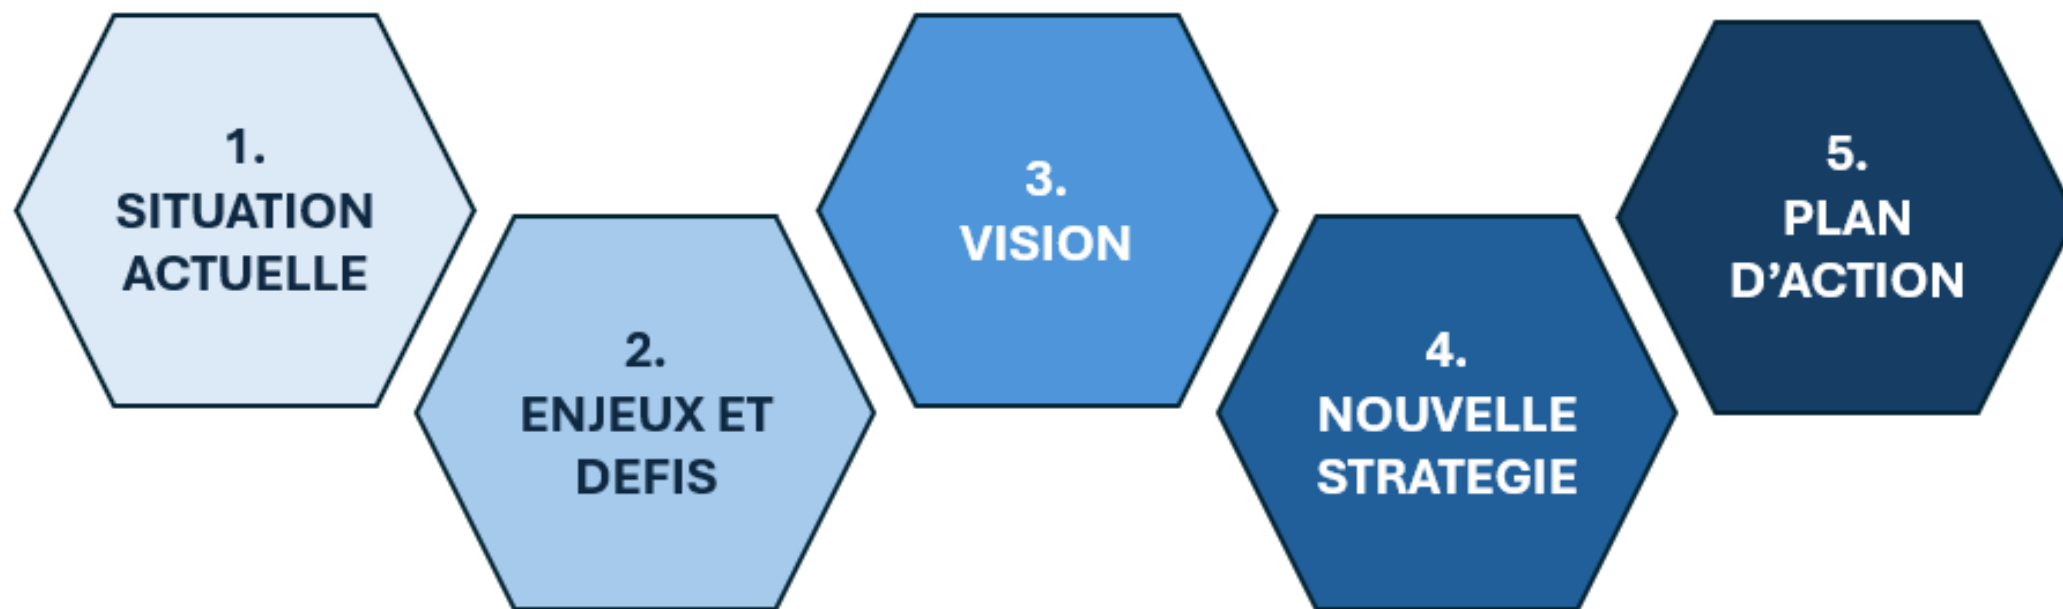 1.
SITUATION
ACTUELLE
2.
ENJEUX ET
DEFIS
3.
VISION
4.
NOUVELLE
STRATEGIE
5.
PLAN
D’ACTION